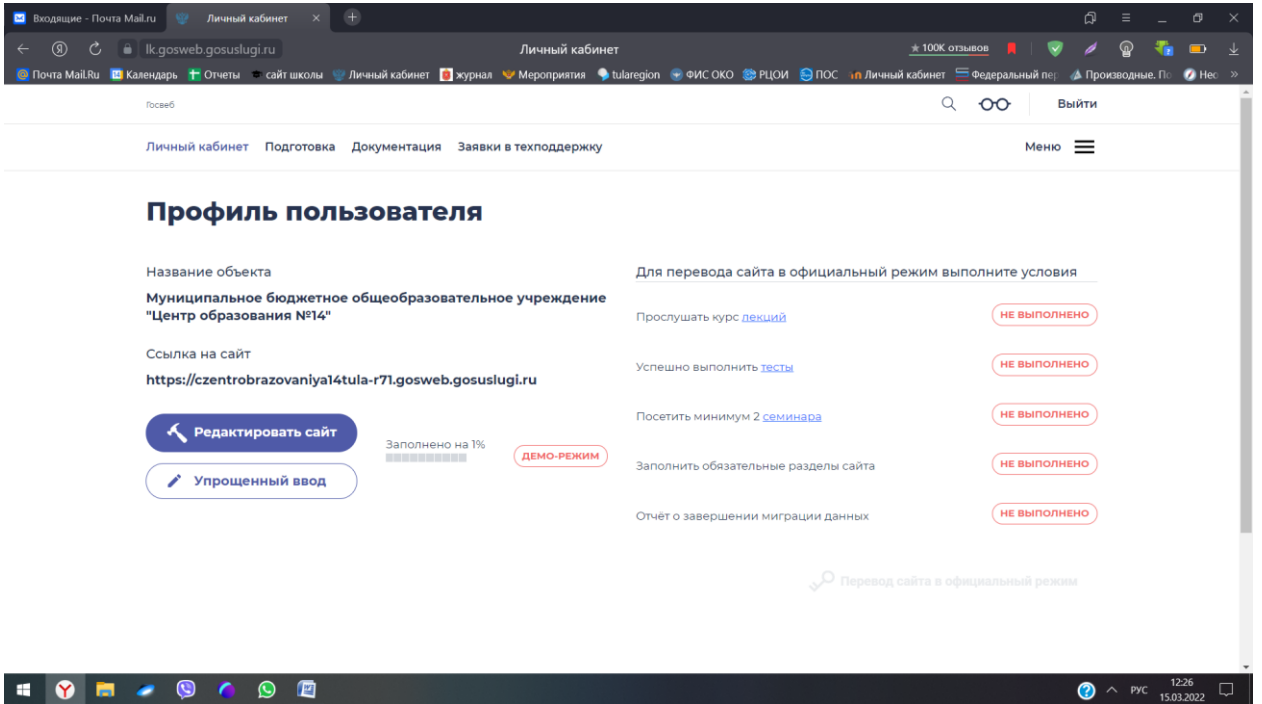 Входящие - Почта Mail.ru
Личный кабинет
lk.gosweb.gosuslugi.ru
Личный кабинет
★ 100K отзывов
Почта Mail.Ru
Календарь
Отчеты
сайт школы
Личный кабинет
журнал
Мероприятия
tularegion
ФИС ОКО
РЦОИ
ПОС
Личный кабинет
Федеральный пер
Производные. По
Нео
Госвеб
Выйти
Личный кабинет
Подготовка
Документация
Заявки в техподдержку
Меню
Профиль пользователя
Название объекта
Муниципальное бюджетное общеобразовательное учреждение
"Центр образования №14"
Ссылка на сайт
https://czentrobrazovaniya14tula-r71.gosweb.gosuslugi.ru
Редактировать сайт
Упрощенный ввод
Заполнено на 1%
ДЕМО-РЕЖИМ
Для перевода сайта в официальный режим выполните условия
Прослушать курс лекций
НЕ ВЫПОЛНЕНО
Успешно выполнить тесты
НЕ ВЫПОЛНЕНО
Посетить минимум 2 семинара
НЕ ВЫПОЛНЕНО
Заполнить обязательные разделы сайта
НЕ ВЫПОЛНЕНО
Отчёт о завершении миграции данных
НЕ ВЫПОЛНЕНО
Перевод сайта в официальный режим
РУС
12:26
15.03.2022